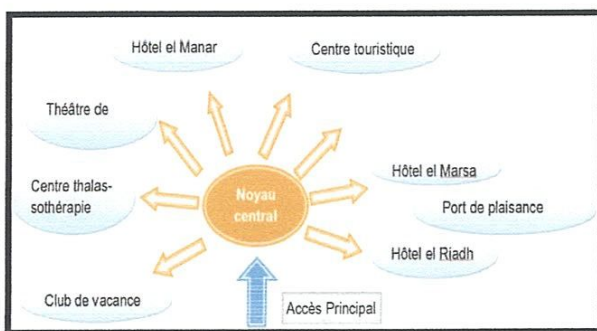 Hôtel el Manar
Centre touristique
Théâtre de
Hôtel el Marsa
Centre thalas-
sothérapie
Noyau
central
Port de plaisance
Hôtel el Riadh
Club de vacance
Accès Principal